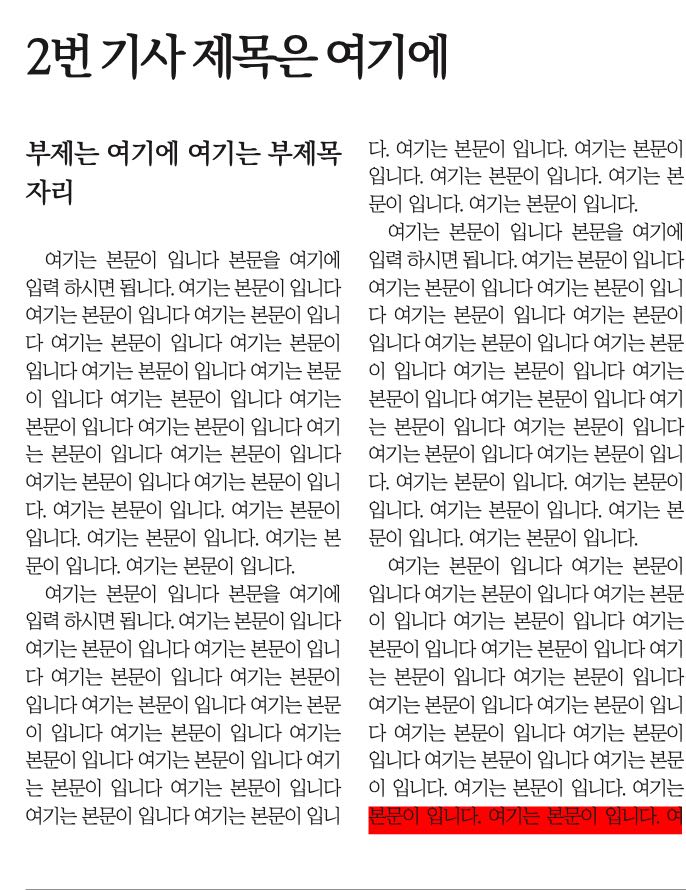 2번 기사 제목은 여기에
부제는 여기에 여기는 부제목
자리
여기는 본문이 입니다 본문을 여기에
입력 하시면 됩니다. 여기는 본문이 입니다
여기는 본문이 입니다 여기는 본문이 입니
다 여기는 본문이 입니다 여기는 본문이
입니다 여기는 본문이 입니다 여기는 본문
이 입니다 여기는 본문이 입니다 여기는
본문이 입니다 여기는 본문이 입니다 여기
는 본문이 입니다 여기는 본문이 입니다
여기는 본문이 입니다 여기는 본문이 입니
다. 여기는 본문이 입니다. 여기는 본문이
입니다. 여기는 본문이 입니다. 여기는 본
문이 입니다. 여기는 본문이 입니다.
여기는 본문이 입니다 본문을 여기에
입력 하시면 됩니다. 여기는 본문이 입니다
여기는 본문이 입니다 여기는 본문이 입니
다 여기는 본문이 입니다 여기는 본문이
입니다 여기는 본문이 입니다 여기는 본문
이 입니다 여기는 본문이 입니다 여기는
본문이 입니다 여기는 본문이 입니다 여기
는 본문이 입니다 여기는 본문이 입니다
여기는 본문이 입니다 여기는 본문이 입니
다. 여기는 본문이 입니다. 여기는 본문이
입니다. 여기는 본문이 입니다. 여기는 본
문이 입니다. 여기는 본문이 입니다.
여기는 본문이 입니다 본문을 여기에
입력 하시면 됩니다. 여기는 본문이 입니다
여기는 본문이 입니다 여기는 본문이 입니
다 여기는 본문이 입니다 여기는 본문이
입니다 여기는 본문이 입니다 여기는 본문
이 입니다 여기는 본문이 입니다 여기는
본문이 입니다 여기는 본문이 입니다 여기
는 본문이 입니다 여기는 본문이 입니다
여기는 본문이 입니다 여기는 본문이 입니
다. 여기는 본문이 입니다. 여기는 본문이
입니다. 여기는 본문이 입니다. 여기는 본
문이 입니다. 여기는 본문이 입니다.
여기는 본문이 입니다 여기는 본문이
입니다 여기는 본문이 입니다 여기는 본문
이 입니다 여기는 본문이 입니다 여기는
본문이 입니다 여기는 본문이 입니다 여기
는 본문이 입니다 여기는 본문이 입니다
여기는 본문이 입니다 여기는 본문이 입니
다 여기는 본문이 입니다 여기는 본문이
입니다 여기는 본문이 입니다 여기는 본문
이 입니다. 여기는 본문이 입니다. 여기는
본문이 입니다. 여기는 본문이 입니다. 여